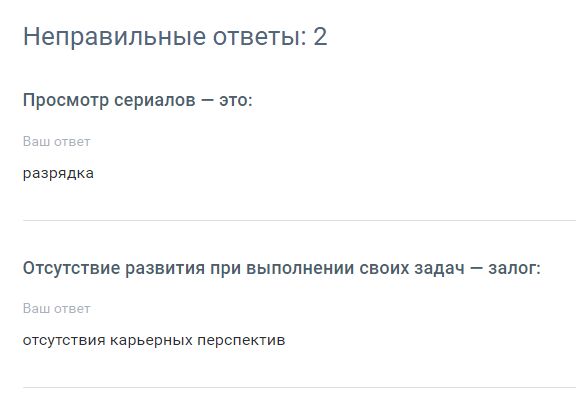 Неправильные ответы: 2
Просмотр сериалов — это:
Ваш ответ
разрядка
Отсутствие развития при выполнении своих задач — залог:
Ваш ответ
отсутствия карьерных перспектив